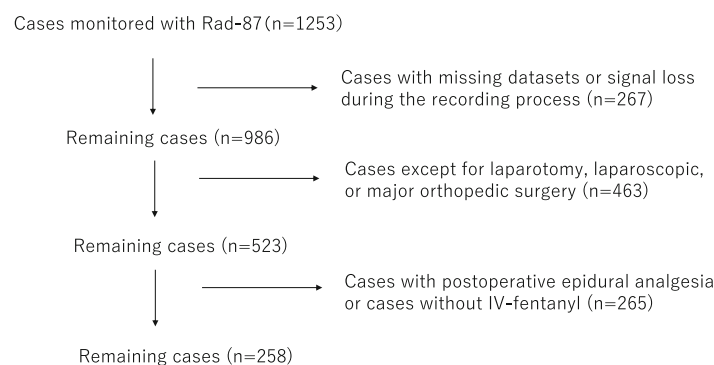 Cases monitored with Rad-87(n=1253)
Cases with missing datasets or signal loss
during the recording process (n=267)
Remaining cases (n=986)
Cases except for laparotomy, laparoscopic,
or major orthopedic surgery (n=463)
Remaining cases (n=523)
Cases with postoperative epidural analgesia
or cases without IV-fentanyl (n=265)
Remaining cases (n=258)